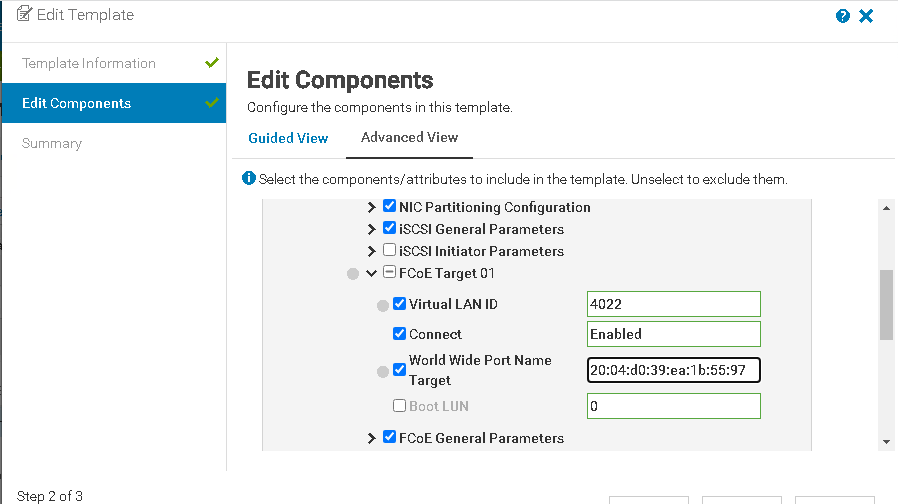 Edit Template
Template Information
Edit Components
Summary
Edit Components
Configure the components in this template.
Guided View
Advanced View
Select the components/attributes to include in the template. Unselect to exclude them.
NIC Partitioning Configuration
iSCSI General Parameters
iSCSI Initiator Parameters
FCoE Target 01
Virtual LAN ID 4022
Connect Enabled
World Wide Port Name
Target 20:04:d0:39:ea:1b:55:97
Boot LUN 0
FCoE General Parameters
Step 2 of 3